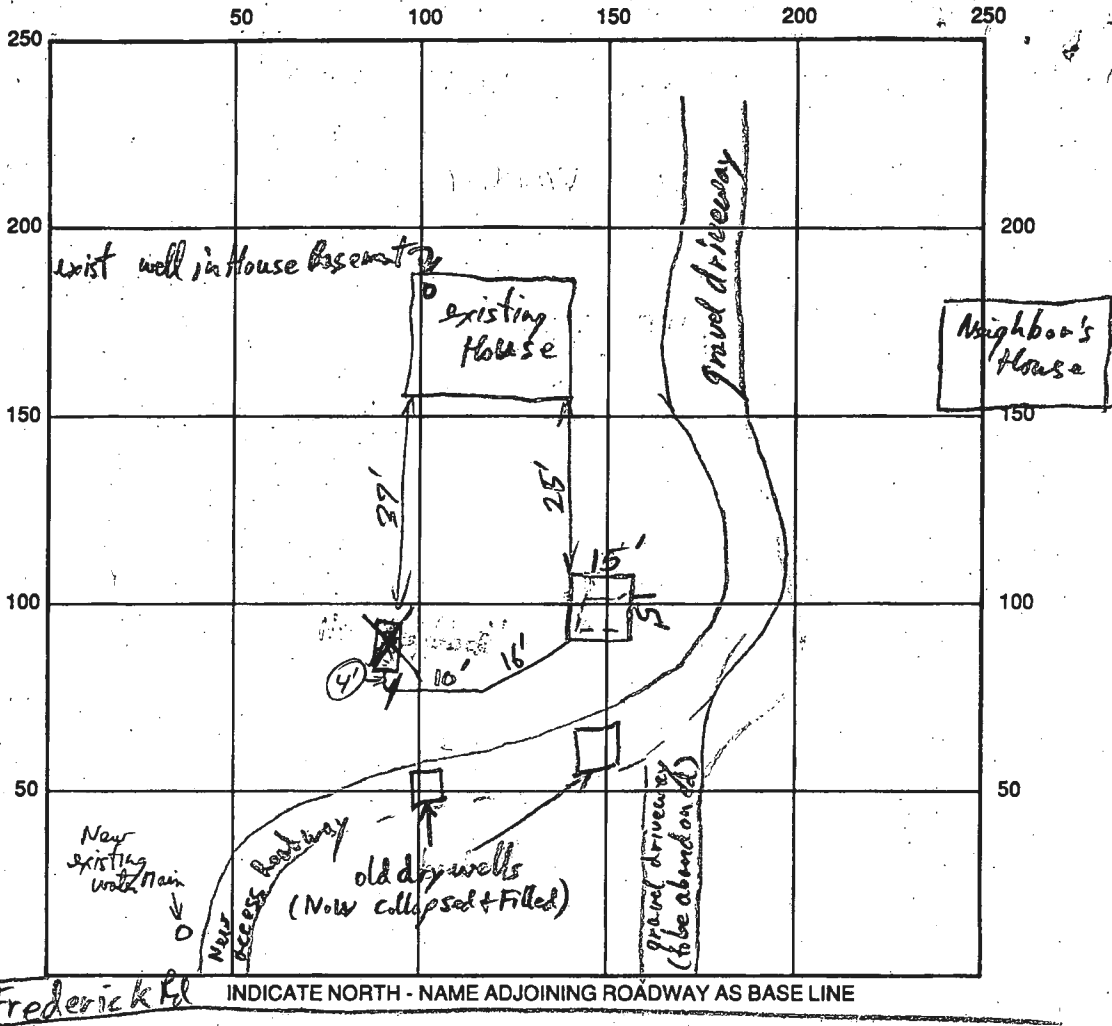 50 100 150 200 250
250
200 200
exist well in House Basement
existing
House
gravel driveway
Neighbor's
House
150 150
37'
25'
15'
15'
100 100
4'
10'
16'
50 50
New
existing
water Main
New
access Roadway
old dry wells
(Now collapsed + Filled)
gravel driveway
(to be abandoned)
Frederick Rd
INDICATE NORTH - NAME ADJOINING ROADWAY AS BASE LINE